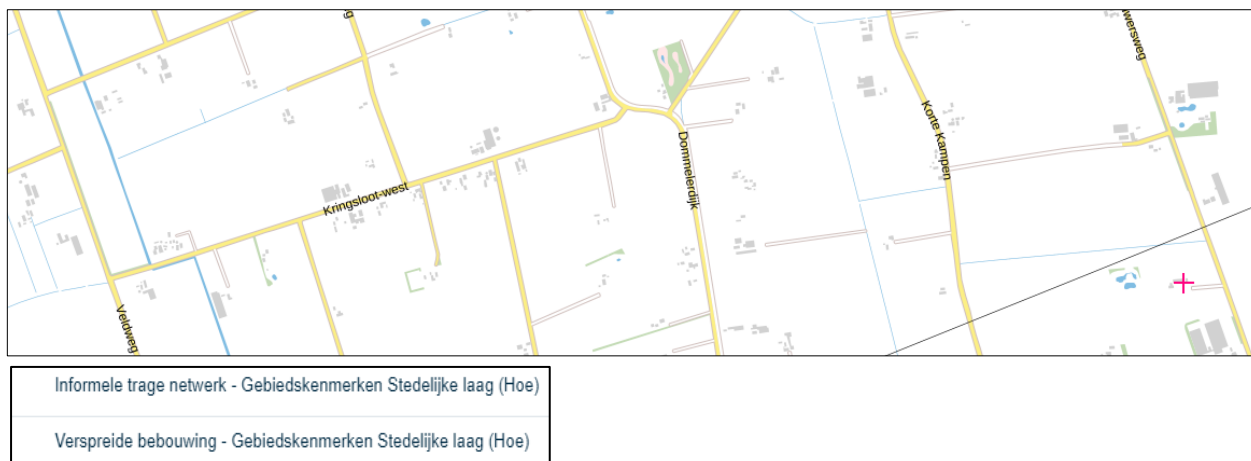 g
wersweg
Korte Kampen
Dommelerdijk
Kringsloot-west
Veldweg
Informele trage netwerk - Gebiedskenmerken Stedelijke laag (Hoe)
Verspreide bebouwing - Gebiedskenmerken Stedelijke laag (Hoe)